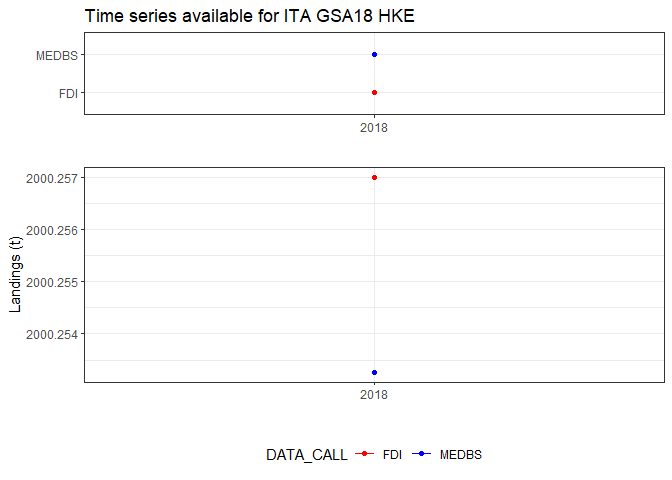 Time series available for ITA GSA18 HKE
MEDBS
FDI
2018
2000.257
2000.256
2000.255
2000.254
Landings (t)
2018
DATA_CALL FDI MEDBS